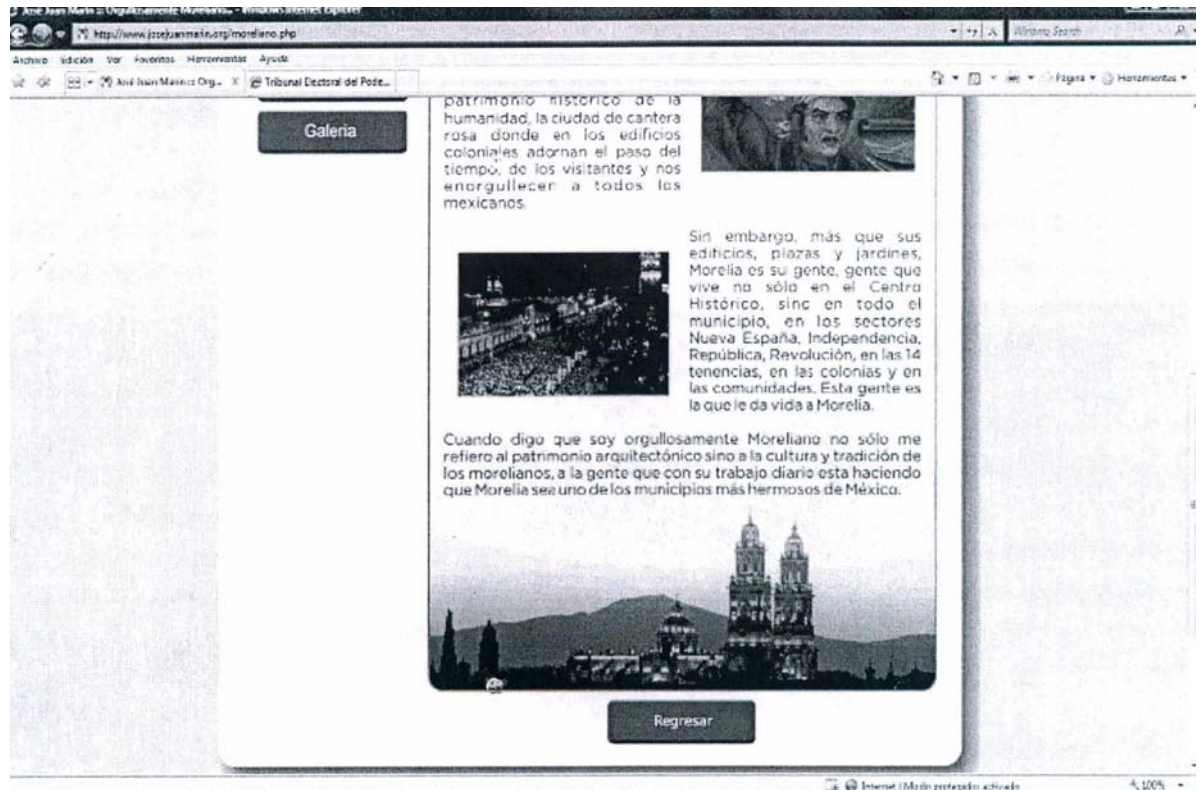 http://www.josejuanmarin.org/moreliano.php
Archivo Edición Ver Favoritos Herramientas Ayuda
Tribunal Electoral del Pode...
Página Herramientas
patrimonio histórico de la
humanidad, la ciudad de cantera
rosa donde en los edificios
coloniales adornan el paso del
tiempo, de los visitantes y nos
enorgullecen a todos los
mexicanos.
Galeria
Sin embargo, más que sus
edificios, plazas y jardines,
Morelia es su gente, gente que
vive no sólo en el Centro
Histórico, sino en todo el
municipio, en los sectores
Nueva España, Independencia,
República, Revolución, en las 14
tenencias, en las colonias y en
las comunidades. Esta gente es
la que le da vida a Morelia.
Cuando digo que soy orgullosamente Moreliano no sólo me
refiero al patrimonio arquitectónico sino a la cultura y tradición de
los morelianos, a la gente que con su trabajo diario esta haciendo
que Morelia sea uno de los municipios más hermosos de México.
Regresar
Internet | Modo protegido: activado
100%